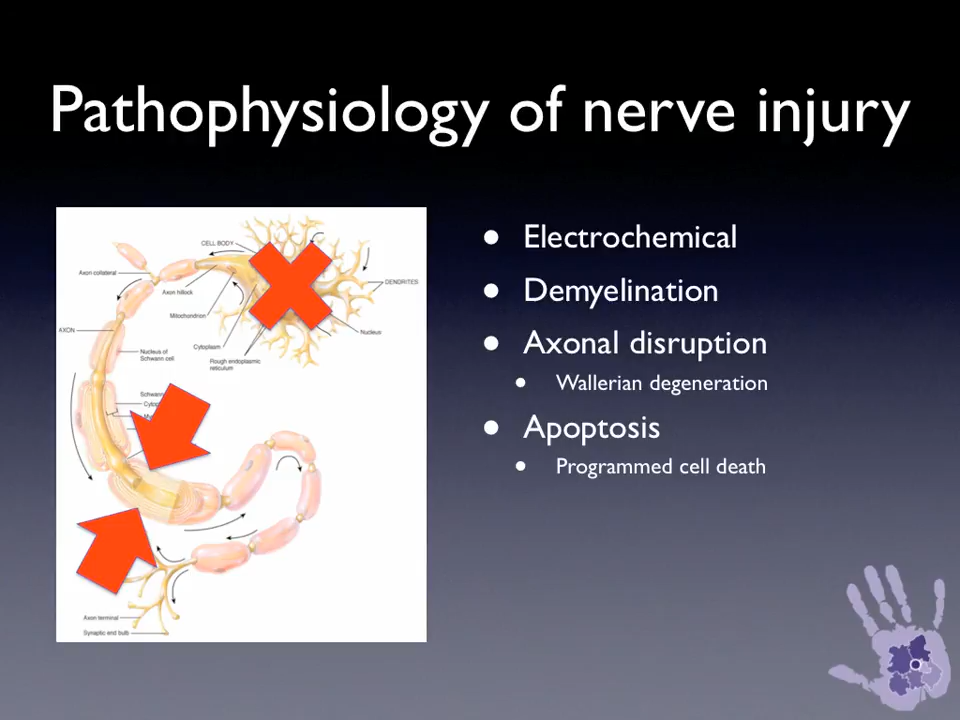 Pathophysiology of nerve injury
CELL BODY
Axon collateral
Axon hillock
DENDRITES
Mitochondrion
AXON
Nucleus
Cytoplasm
Nucleus of
Schwann cell
Rough endoplasmic
reticulum
Axon terminal
Synaptic end bulb
• Electrochemical
• Demyelination
• Axonal disruption
• Wallerian degeneration
• Apoptosis
• Programmed cell death